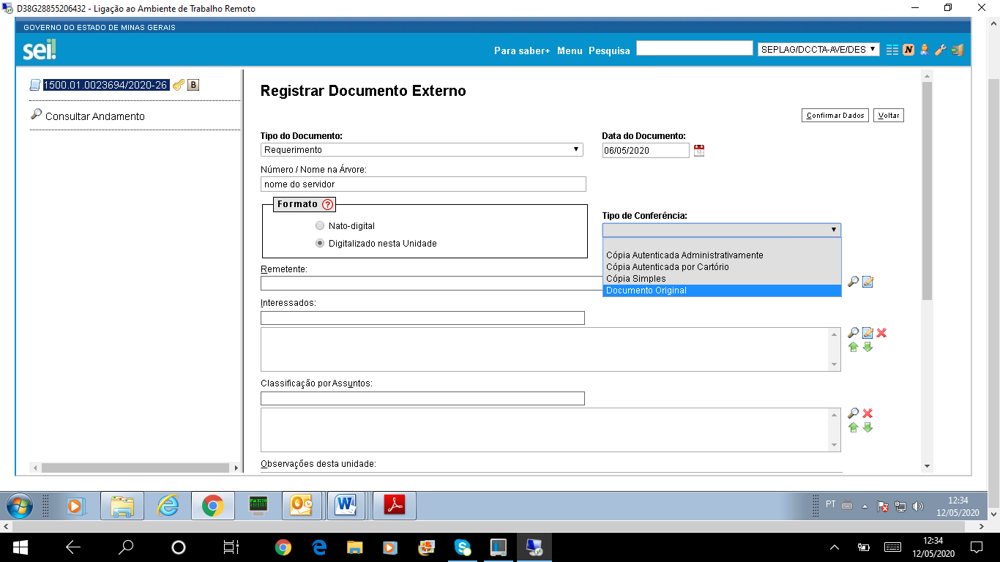 D38G28855206432 - Ligação ao Ambiente de Trabalho Remoto
GOVERNO DO ESTADO DE MINAS GERAIS
sei!
Para saber+ Menu Pesquisa
SEPLAG/DCCTA-AVE/DES
N
1500.01.0023694/2020-26
B
Consultar Andamento
Registrar Documento Externo
Confirmar Dados
Voltar
Tipo do Documento:
Data do Documento:
Requerimento
06/05/2020
Número / Nome na Árvore:
nome do servidor
Formato ?
Nato-digital
Digitalizado nesta Unidade
Tipo de Conferência:
Cópia Autenticada Administrativamente
Cópia Autenticada por Cartório
Cópia Simples
Documento Original
Remetente:
Interessados:
Classificação por Assuntos:
Observações desta unidade:
PT
12:34
12/05/2020
12:34
12/05/2020